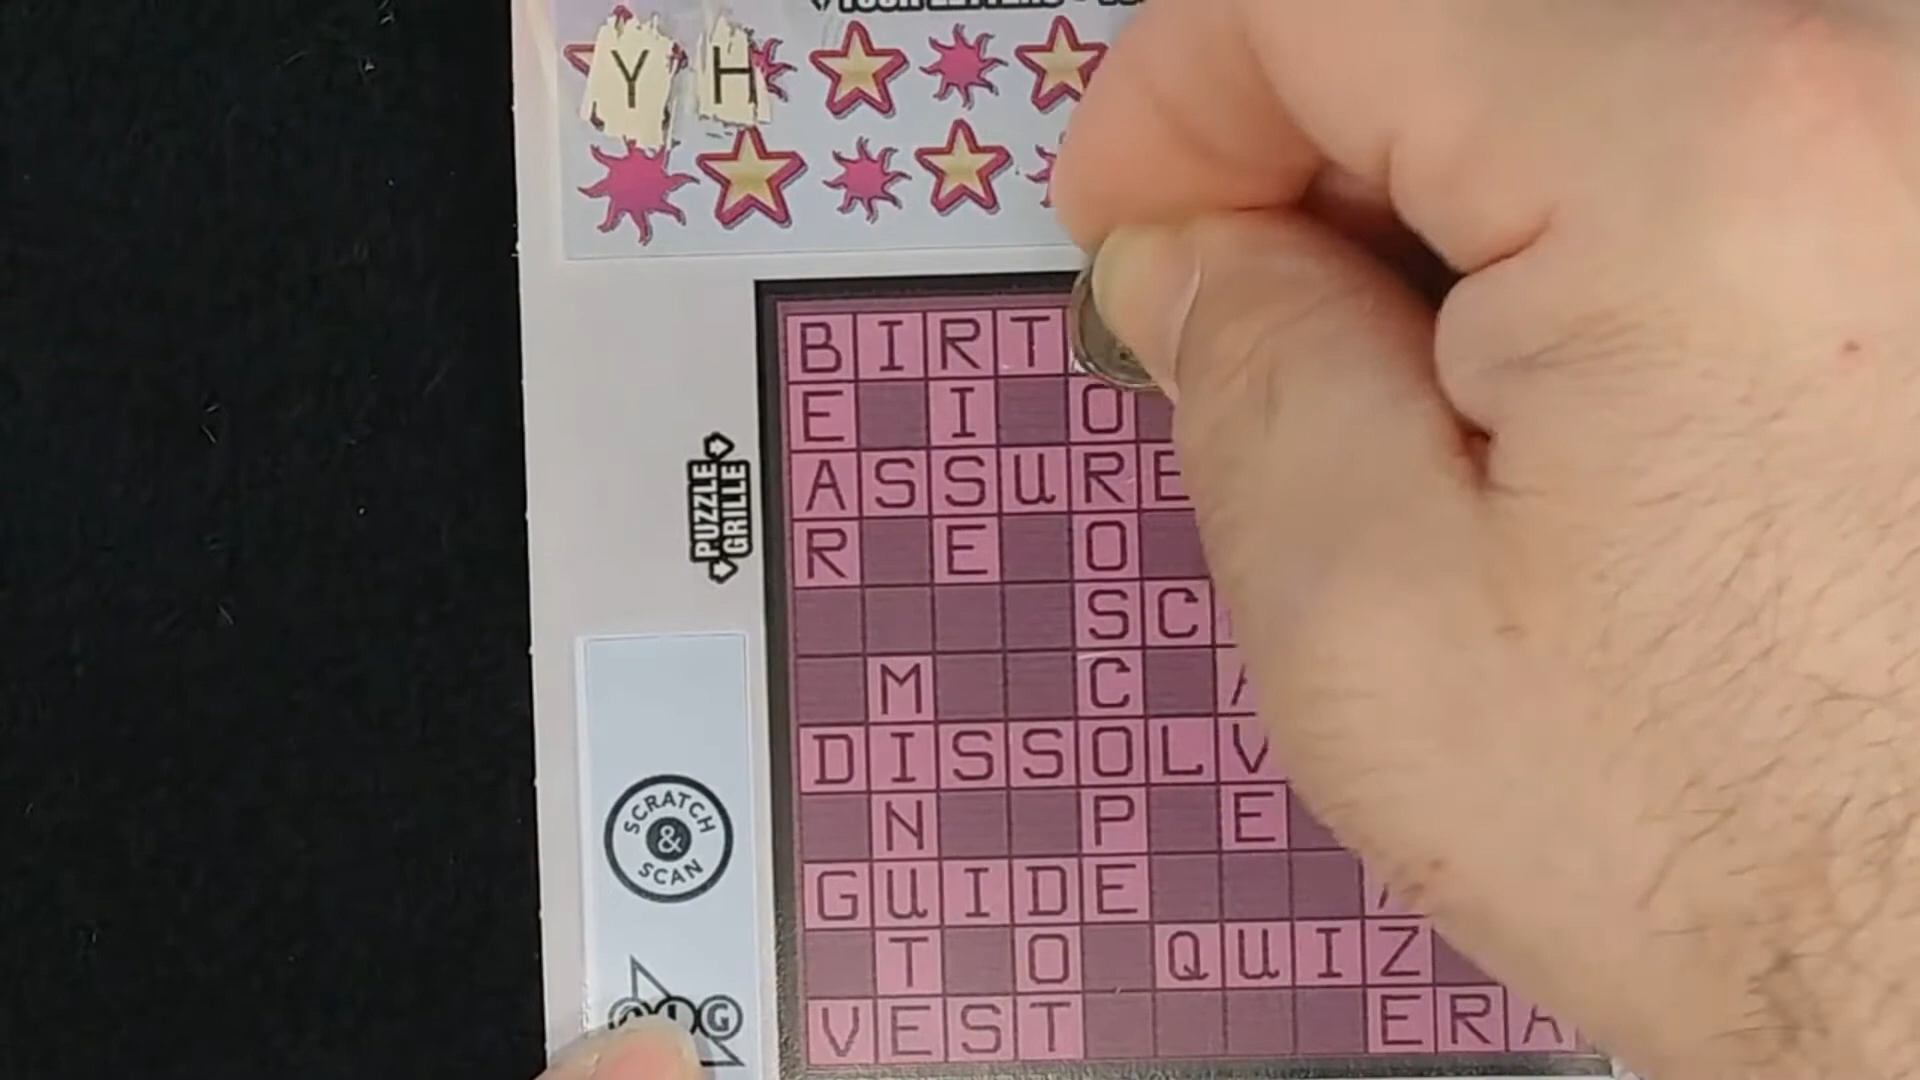 Y H
BIRT
E I O
ASSURE
R E O
SC
M C
DISSOLV
N P E
GUIDE
T O QUIZ
VEST ERA
PUZZLE
GRILLE
SCRATCH
&
SCAN